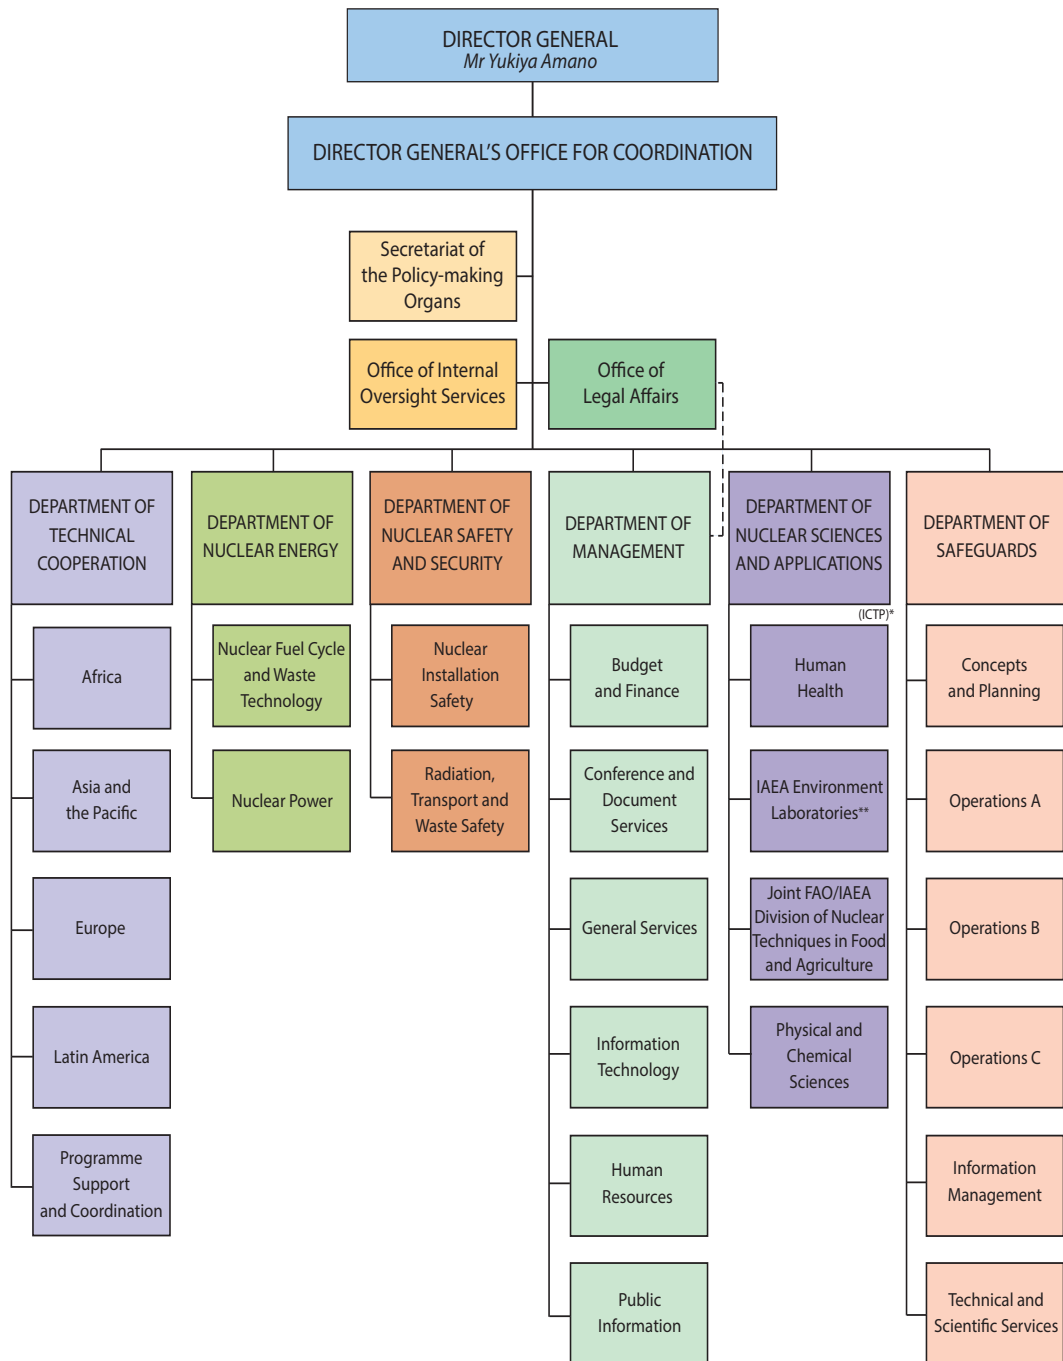 DIRECTOR GENERAL
Mr Yukiya Amano
DIRECTOR GENERAL'S OFFICE FOR COORDINATION
Secretariat of
the Policy-making
Organs
Office of Internal
Oversight Services
Office of
Legal Affairs
DEPARTMENT OF
TECHNICAL
COOPERATION
Africa
Asia and
the Pacific
Europe
Latin America
Programme
Support
and Coordination
DEPARTMENT OF
NUCLEAR ENERGY
Nuclear Fuel Cycle
and Waste
Technology
Nuclear Power
DEPARTMENT OF
NUCLEAR SAFETY
AND SECURITY
Nuclear
Installation
Safety
Radiation,
Transport and
Waste Safety
DEPARTMENT OF
MANAGEMENT
Budget
and Finance
Conference and
Document
Services
General Services
Information
Technology
Human
Resources
Public
Information
DEPARTMENT OF
NUCLEAR SCIENCES
AND APPLICATIONS
(ICTP)*
Human
Health
IAEA Environment
Laboratories**
Joint FAO/IAEA
Division of Nuclear
Techniques in Food
and Agriculture
Physical and
Chemical
Sciences
DEPARTMENT OF
SAFEGUARDS
Concepts
and Planning
Operations A
Operations B
Operations C
Information
Management
Technical and
Scientific Services